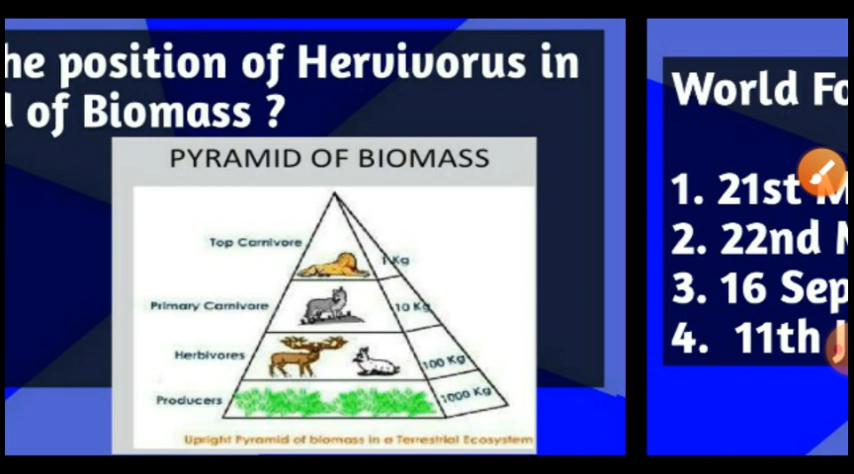 he position of Hervivorus in
of Biomass ?
PYRAMID OF BIOMASS
Top Carnivore
1 Kg
Primary Carnivore
10 Kg
Herbivores
100 Kg
Producers
1000 Kg
Upright Pyramid of biomass in a Terrestrial Ecosystem
World Fo
1. 21st M
2. 22nd M
3. 16 Sep
4. 11th J